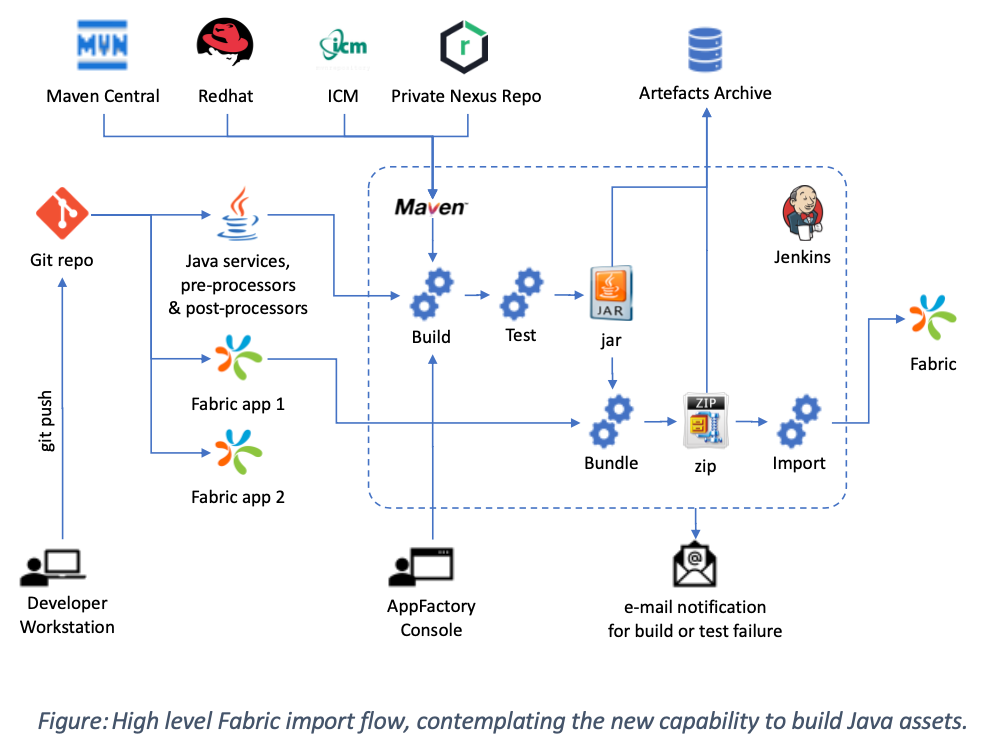 MVN
icm
r
Maven Central
Redhat
ICM
Private Nexus Repo
Artefacts Archive
Maven™
Git repo
Java services,
pre-processors
& post-processors
Jenkins
Build
Test
JAR
jar
Fabric
Fabric app 1
git push
ZIP
Bundle
zip
Import
Fabric app 2
@
Developer
Workstation
AppFactory
Console
e-mail notification
for build or test failure
Figure: High level Fabric import flow, contemplating the new capability to build Java assets.